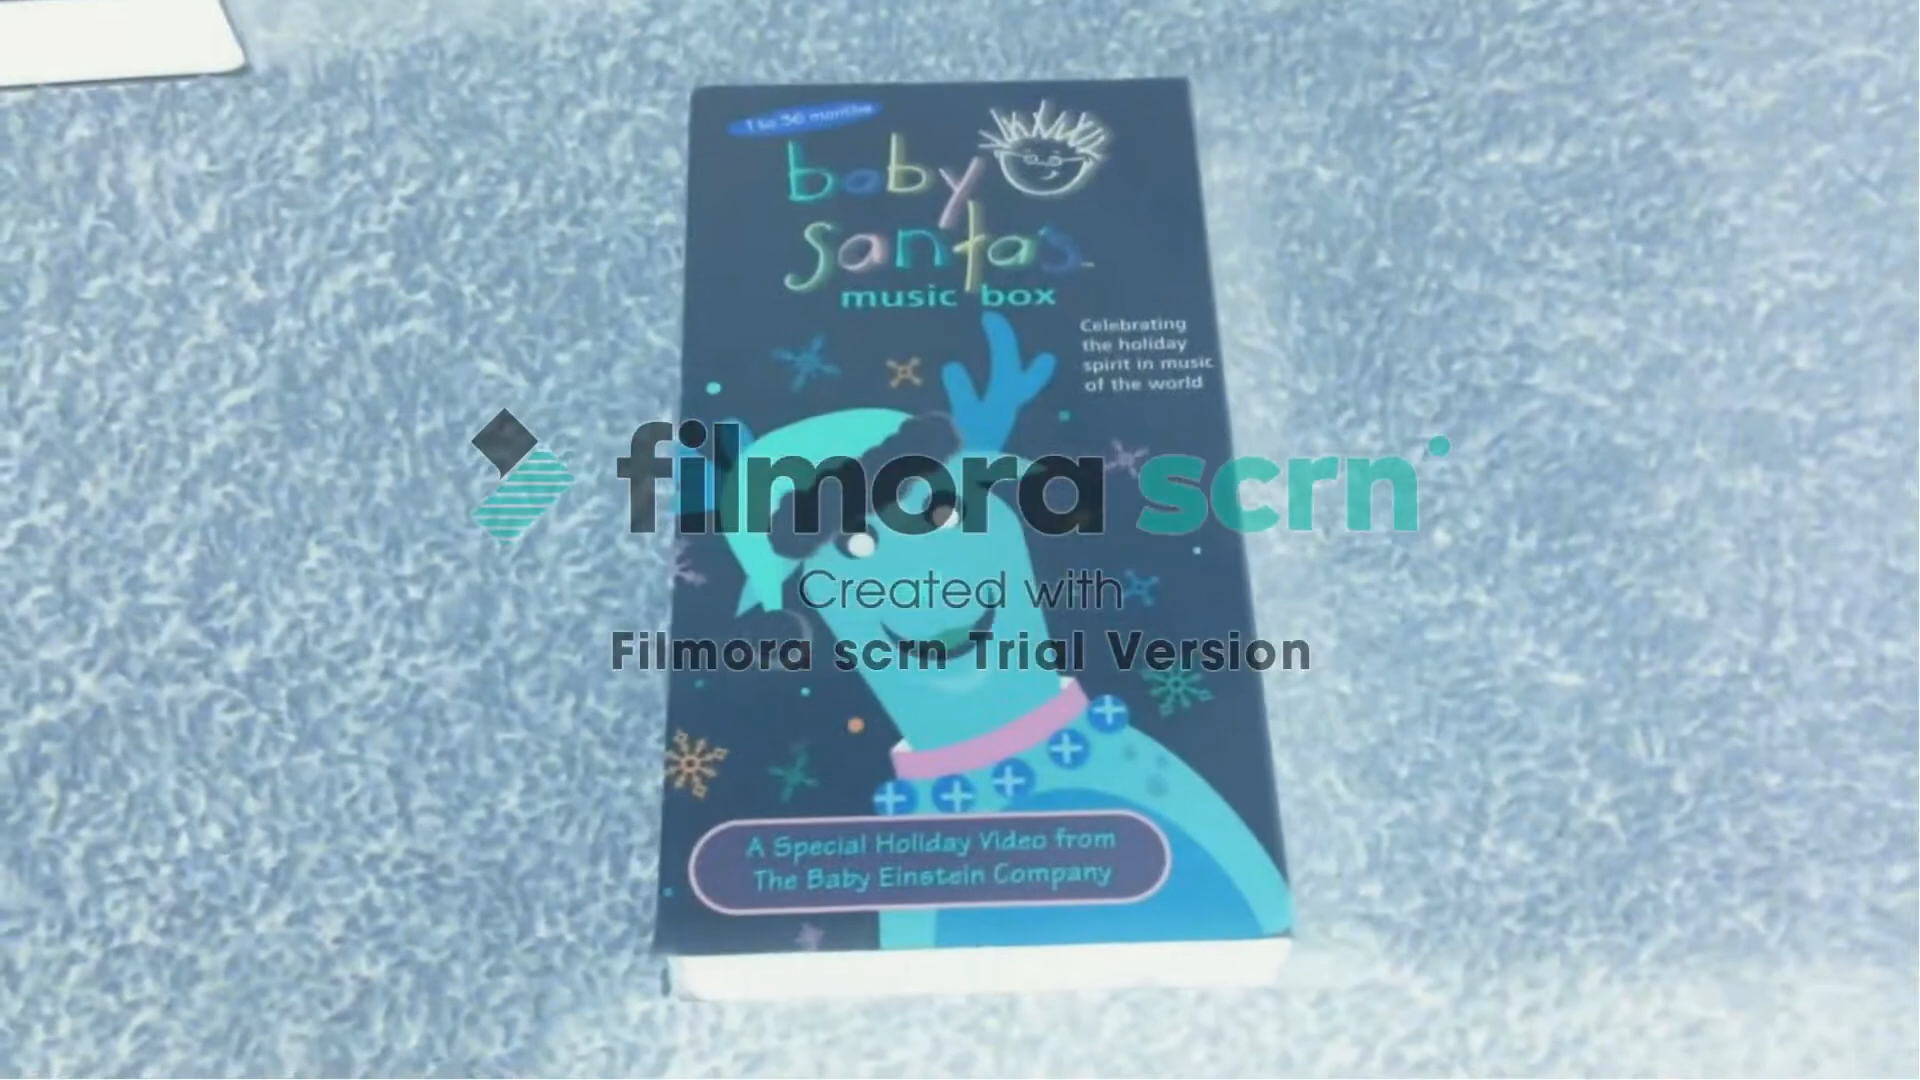 1 to 36 months
baby
santa's
music box
Celebrating
the holiday
spirit in music
of the world
filmora scrn
Created with
Filmora scrn Trial Version
A Special Holiday Video from
The Baby Einstein Company